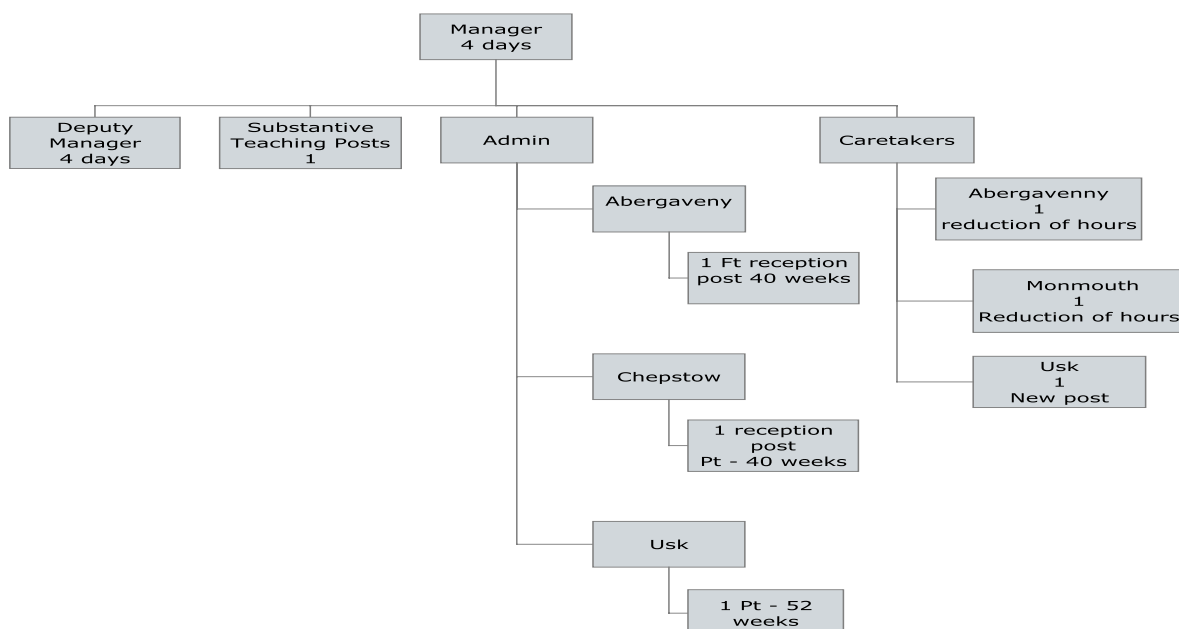 Manager
4 days
Deputy
Manager
4 days
Substantive
Teaching Posts
1
Admin
Caretakers
Abergaveny
1 Ft reception
post 40 weeks
Chepstow
1 reception
post
Pt - 40 weeks
Usk
1 Pt - 52
weeks
Abergavenny
1
reduction of hours
Monmouth
1
Reduction of hours
Usk
1
New post